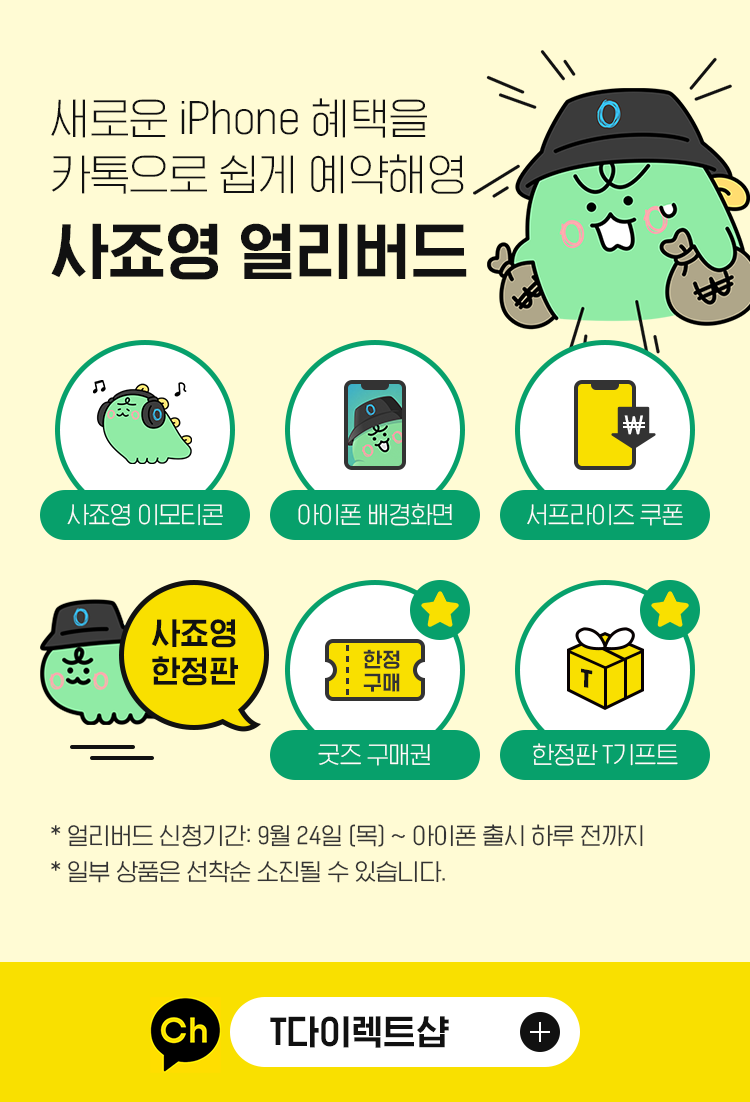 새로운 iPhone 혜택을
카톡으로 쉽게 예약해영
사죠영 얼리버드
₩
₩
₩
사죠영 이모티콘
아이폰 배경화면
서프라이즈 쿠폰
사죠영
한정판
한정
구매
T
굿즈 구매권
한정판 T기프트
* 얼리버드 신청기간: 9월 24일 (목) ~ 아이폰 출시 하루 전까지
* 일부 상품은 선착순 소진될 수 있습니다.
Ch
T다이렉트샵